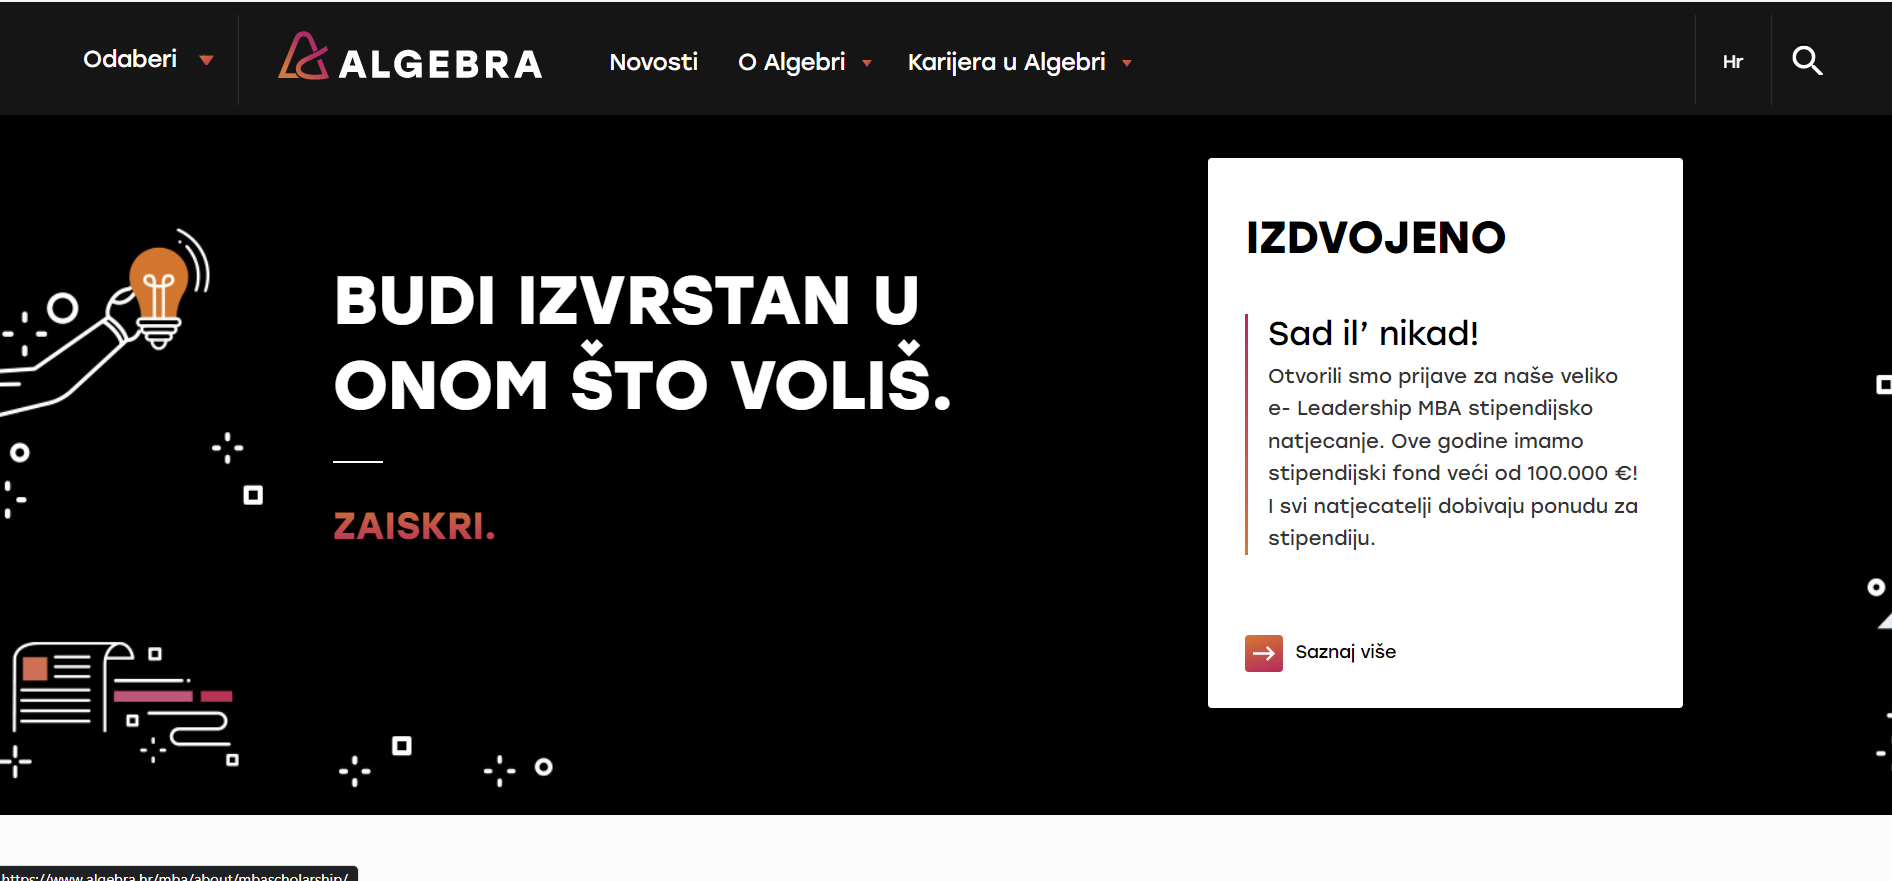 Odaberi
ALGEBRA
Novosti
O Algebri
Karijera u Algebri
Hr
BUDI IZVRSTAN U
ONOM ŠTO VOLIŠ.
ZAISKRI.
IZDVOJENO
Sad il’ nikad!
Otvorili smo prijave za naše veliko
e- Leadership MBA stipendijsko
natjecanje. Ove godine imamo
stipendijski fond veći od 100.000 €!
I svi natjecatelji dobivaju ponudu za
stipendiju.
Saznaj više
https://www.algebra.hr/mba/about/mbascholarship/